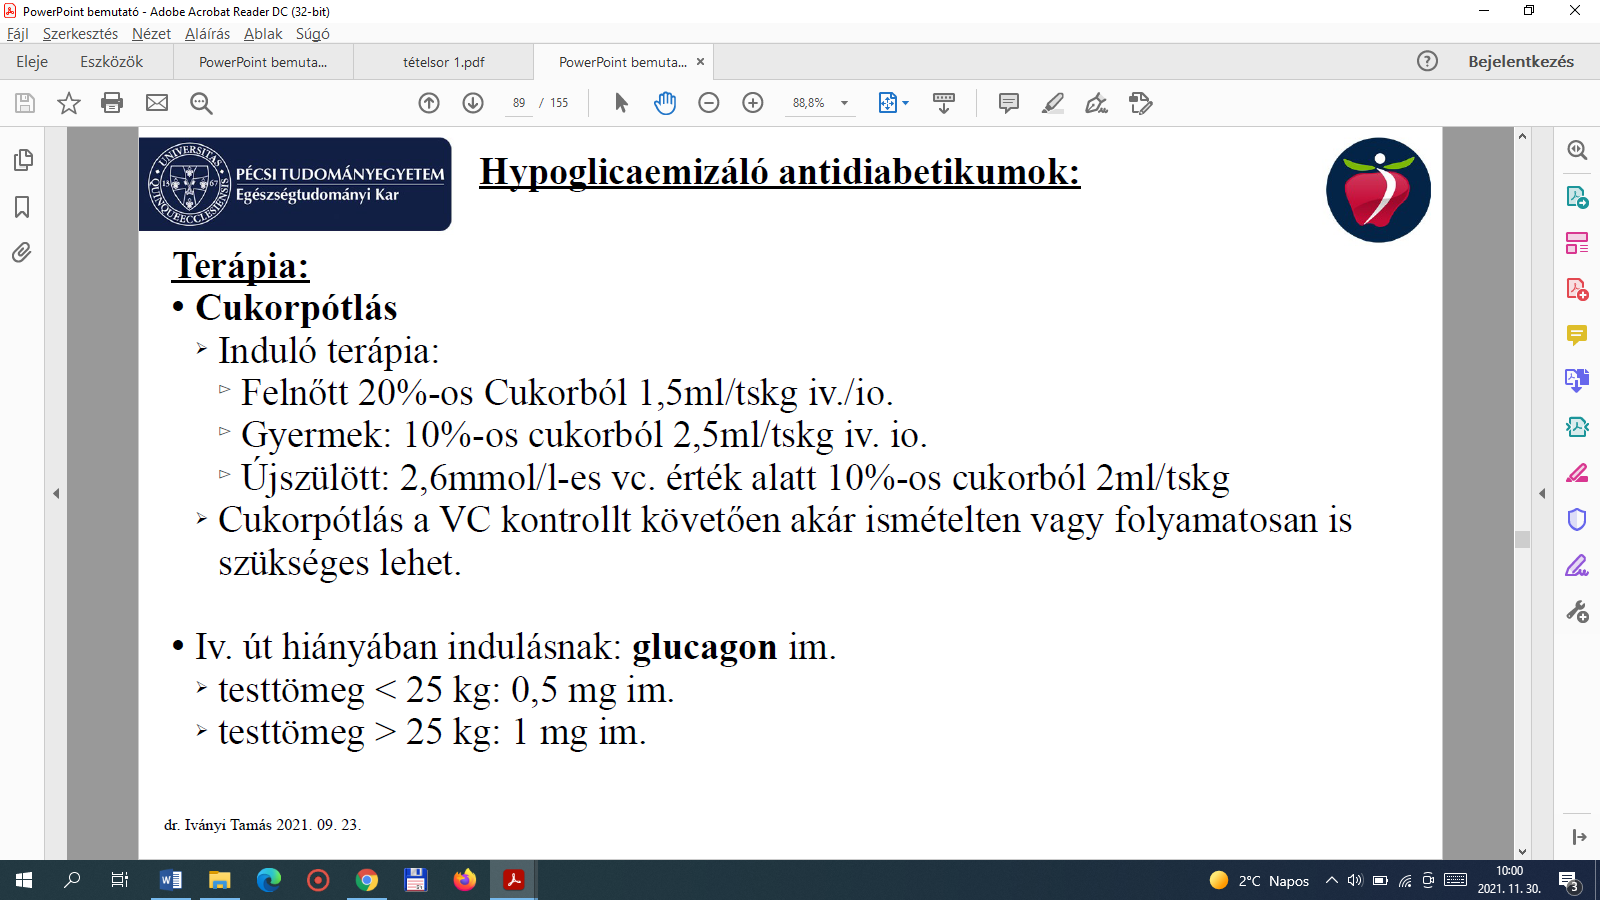 PowerPoint bemutató - Adobe Acrobat Reader DC (32-bit)
Fájl Szerkesztés Nézet Aláírás Ablak Súgó
Eleje Eszközök PowerPoint bemuta... tételsor 1.pdf PowerPoint bemuta... Bejelentkezés
89 / 155 88,8%
UNIVERSITAS QUINQUEECCLESIENSIS 1367
PÉCSI TUDOMÁNYEGYETEM
Egészségtudományi Kar
Hypoglicaemizáló antidiabetikumok:
Terápia:
• Cukorpótlás
Induló terápia:
Felnőtt 20%-os Cukorból 1,5ml/tskg iv./io.
Gyermek: 10%-os cukorból 2,5ml/tskg iv. io.
Újszülött: 2,6mmol/l-es vc. érték alatt 10%-os cukorból 2ml/tskg
Cukorpótlás a VC kontrollt követően akár ismételten vagy folyamatosan is
szükséges lehet.
• Iv. út hiányában indulásnak: glucagon im.
testtömeg < 25 kg: 0,5 mg im.
testtömeg > 25 kg: 1 mg im.
dr. Iványi Tamás 2021. 09. 23.
2°C Napos
10:00
2021. 11. 30.
3